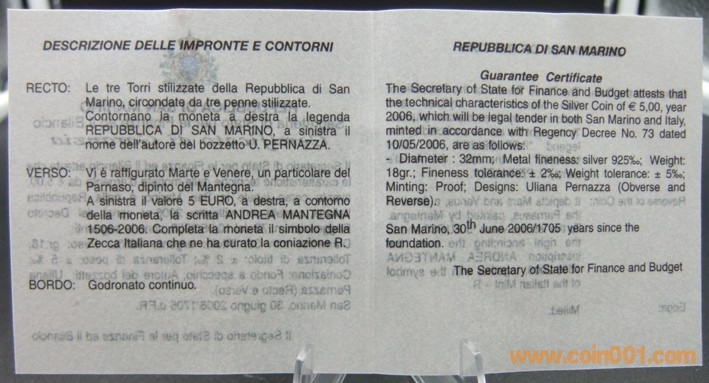 DESCRIZIONE DELLE IMPRONTE E CONTORNI
RECTO: Le tre Torri stilizzate della Repubblica di San
Marino, circondate da tre penne stilizzate.
Contornano la moneta a destra la legenda
REPUBBLICA DI SAN MARINO, a sinistra il
nome dell'autore del bozzetto U. PERNAZZA.
VERSO: Vi è raffigurato Marte e Venere, un particolare del
Parnaso, dipinto del Mantegna.
A sinistra il valore 5 EURO, a destra, a contorno
della moneta, la scritta ANDREA MANTEGNA
1506-2006. Completa la moneta il simbolo della
Zecca Italiana che ne ha curato la coniazione R.
BORDO: Godronato continuo.
REPUBBLICA DI SAN MARINO
Guarantee Certificate
The Secretary of State for Finance and Budget attests that
the technical characteristics of the Silver Coin of € 5,00, year
2006, which will be legal tender in both San Marino and Italy,
minted in accordance with Regency Decree No. 73 dated
10/05/2006, are as follows:
- Diameter : 32mm; Metal fineness: silver 925‰; Weight:
18gr.; Fineness tolerance: ± 2‰; Weight tolerance: ± 5‰;
Minting: Proof; Designs: Uliana Pernazza (Obverse and
Reverse).
San Marino, 30th June 2006/1705 years since the
foundation.
The Secretary of State for Finance and Budget
www.coin001.com